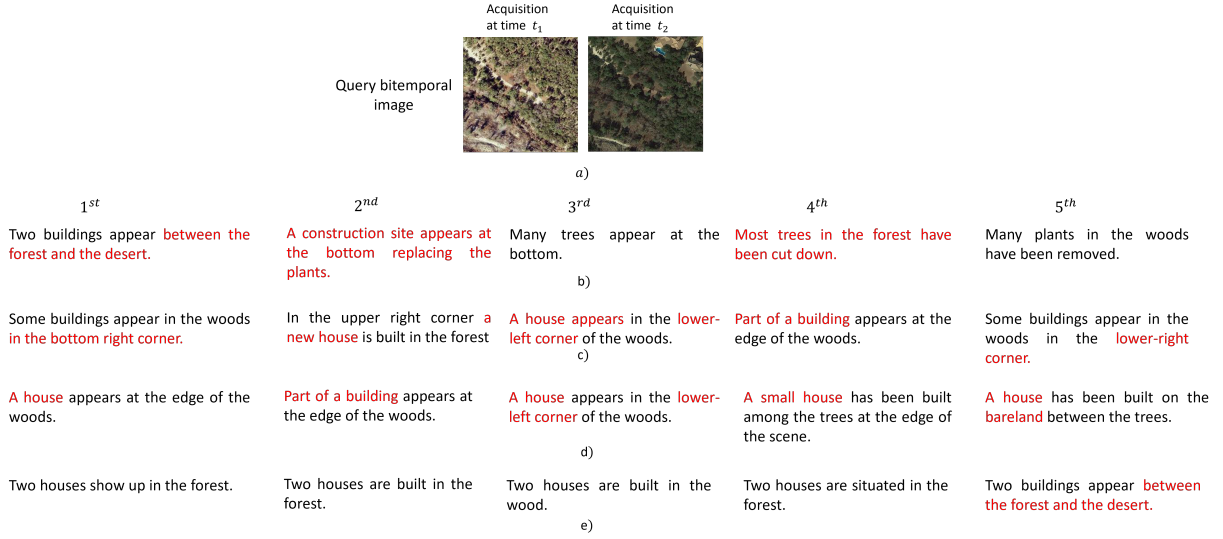 Acquisition at time t₁
Acquisition at time t₂
Query bitemporal image
a)
1ˢᵗ
2ⁿᵈ
3ʳᵈ
4ᵗʰ
5ᵗʰ
Two buildings appear between the forest and the desert.
A construction site appears at the bottom replacing the plants.
Many trees appear at the bottom.
Most trees in the forest have been cut down.
Many plants in the woods have been removed.
b)
Some buildings appear in the woods in the bottom right corner.
In the upper right corner a new house is built in the forest
A house appears in the lower-left corner of the woods.
Part of a building appears at the edge of the woods.
Some buildings appear in the woods in the lower-right corner.
c)
A house appears at the edge of the woods.
Part of a building appears at the edge of the woods.
A house appears in the lower-left corner of the woods.
A small house has been built among the trees at the edge of the scene.
A house has been built on the bareland between the trees.
d)
Two houses show up in the forest.
Two houses are built in the forest.
Two houses are built in the wood.
Two houses are situated in the forest.
Two buildings appear between the forest and the desert.
e)